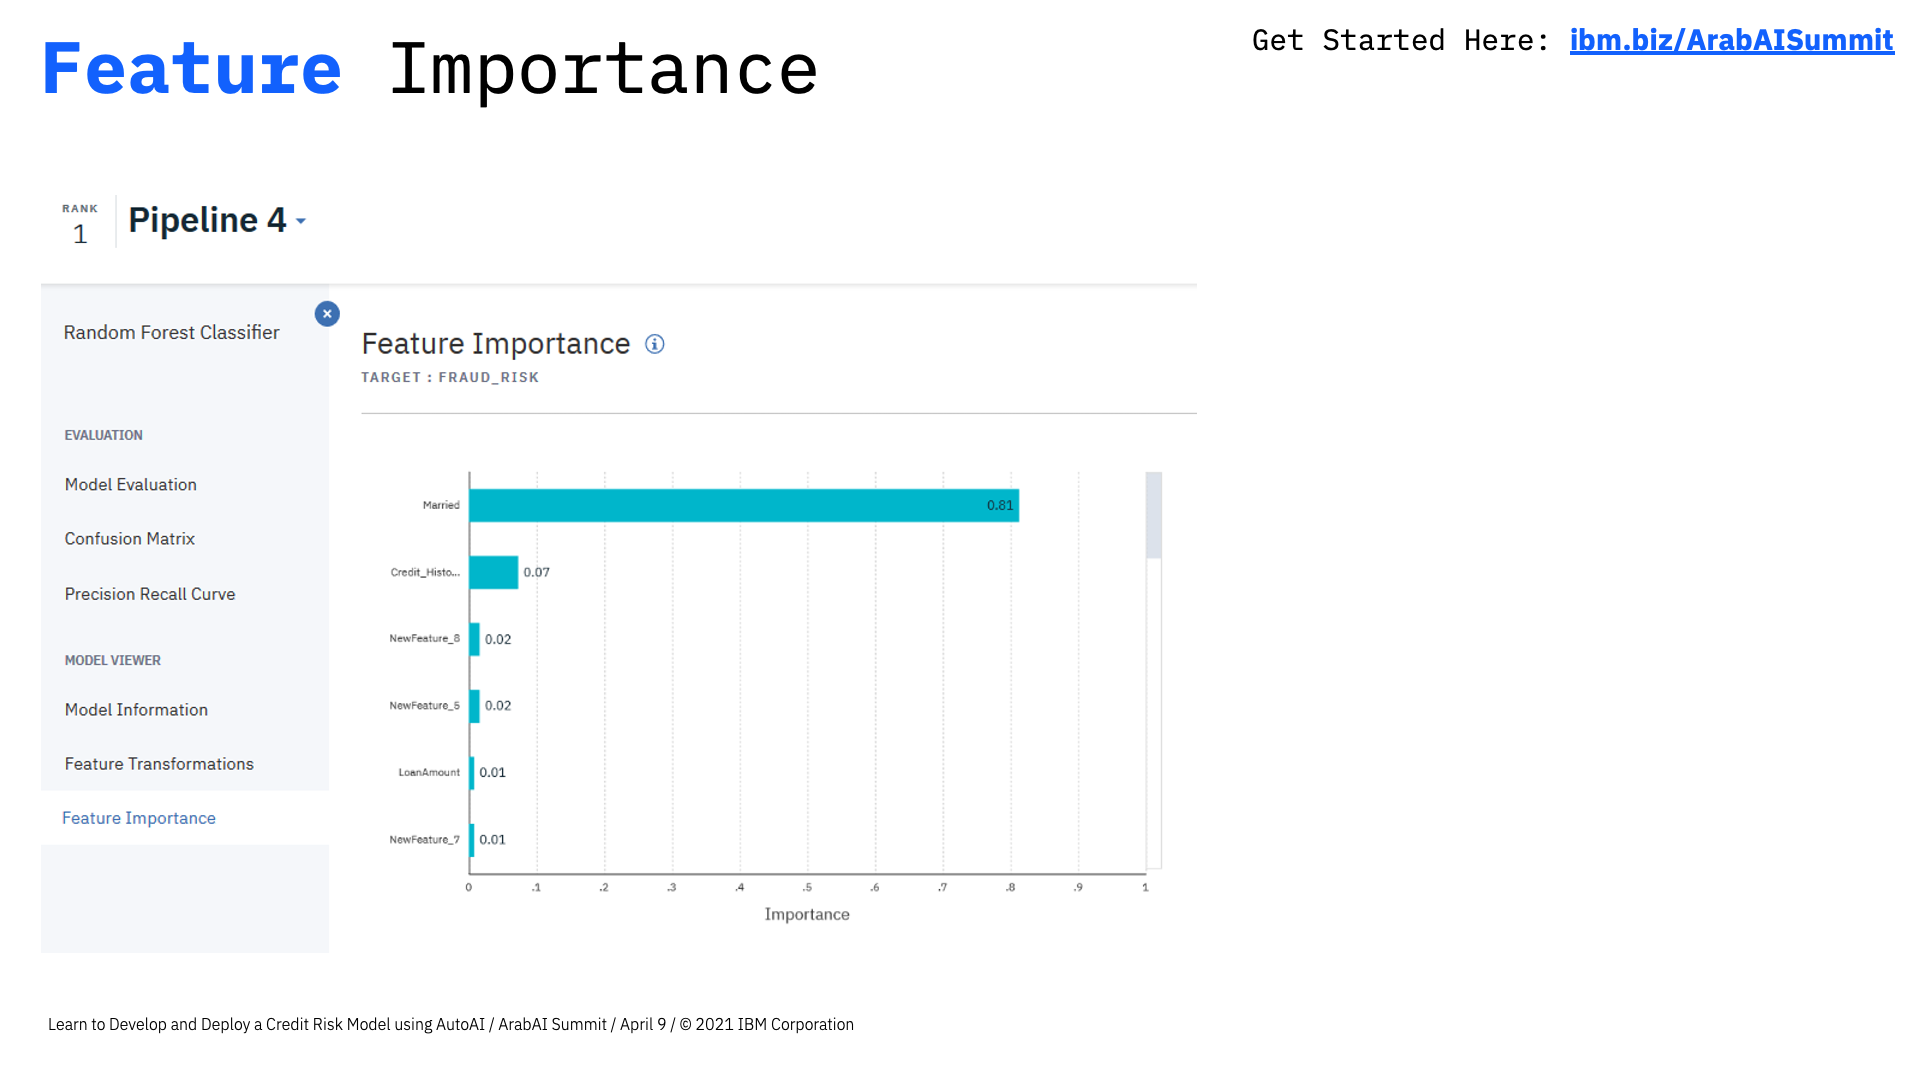 Feature Importance
Get Started Here: ibm.biz/ArabAISummit
RANK
1
Pipeline 4
Random Forest Classifier
EVALUATION
Model Evaluation
Confusion Matrix
Precision Recall Curve
MODEL VIEWER
Model Information
Feature Transformations
Feature Importance
Feature Importance
TARGET : FRAUD_RISK
Married 0.81
Credit_Histo... 0.07
NewFeature_8 0.02
NewFeature_5 0.02
LoanAmount 0.01
NewFeature_7 0.01
0 .1 .2 .3 .4 .5 .6 .7 .8 .9 1
Importance
Learn to Develop and Deploy a Credit Risk Model using AutoAI / ArabAI Summit / April 9 / © 2021 IBM Corporation